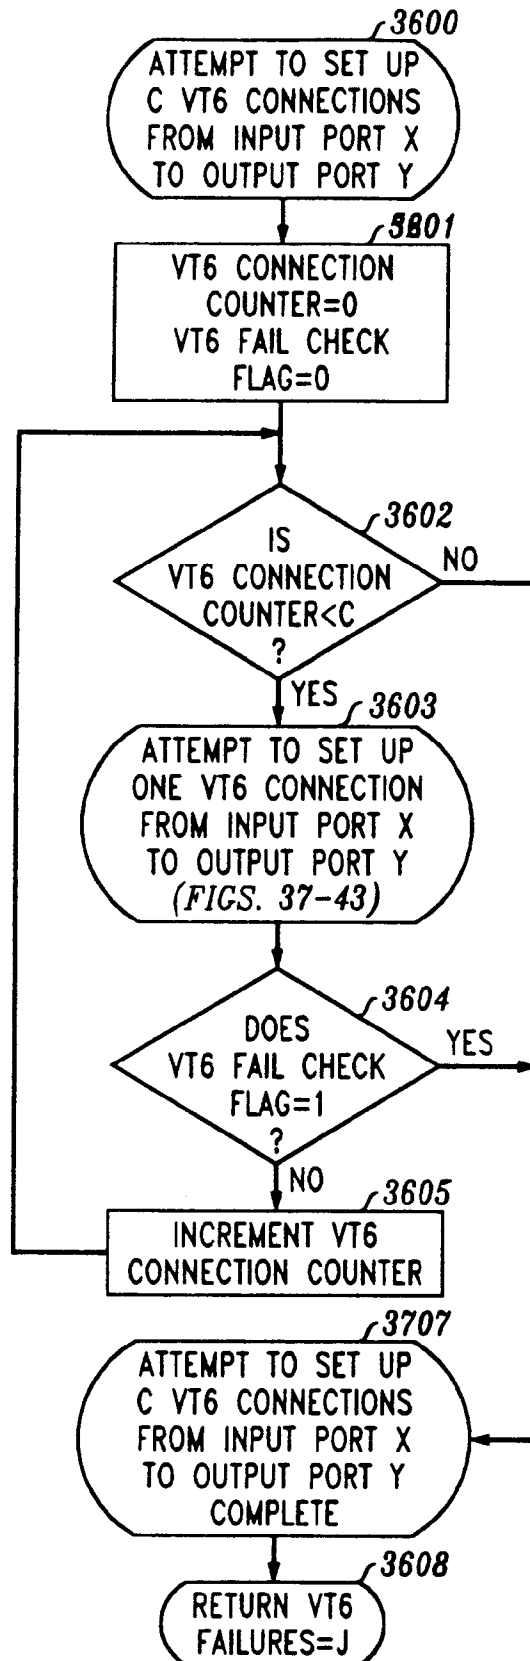 3600
ATTEMPT TO SET UP
C VT6 CONNECTIONS
FROM INPUT PORT X
TO OUTPUT PORT Y
VT6 CONNECTION
COUNTER=0
VT6 FAIL CHECK
FLAG=0
3602
IS
VT6 CONNECTION
COUNTER<C
?
NO
YES
3603
ATTEMPT TO SET UP
ONE VT6 CONNECTION
FROM INPUT PORT X
TO OUTPUT PORT Y
(FIGS. 37-43)
3604
DOES
VT6 FAIL CHECK
FLAG=1
?
YES
NO
3605
INCREMENT VT6
CONNECTION COUNTER
3707
ATTEMPT TO SET UP
C VT6 CONNECTIONS
FROM INPUT PORT X
TO OUTPUT PORT Y
COMPLETE
3608
RETURN VT6
FAILURES=J